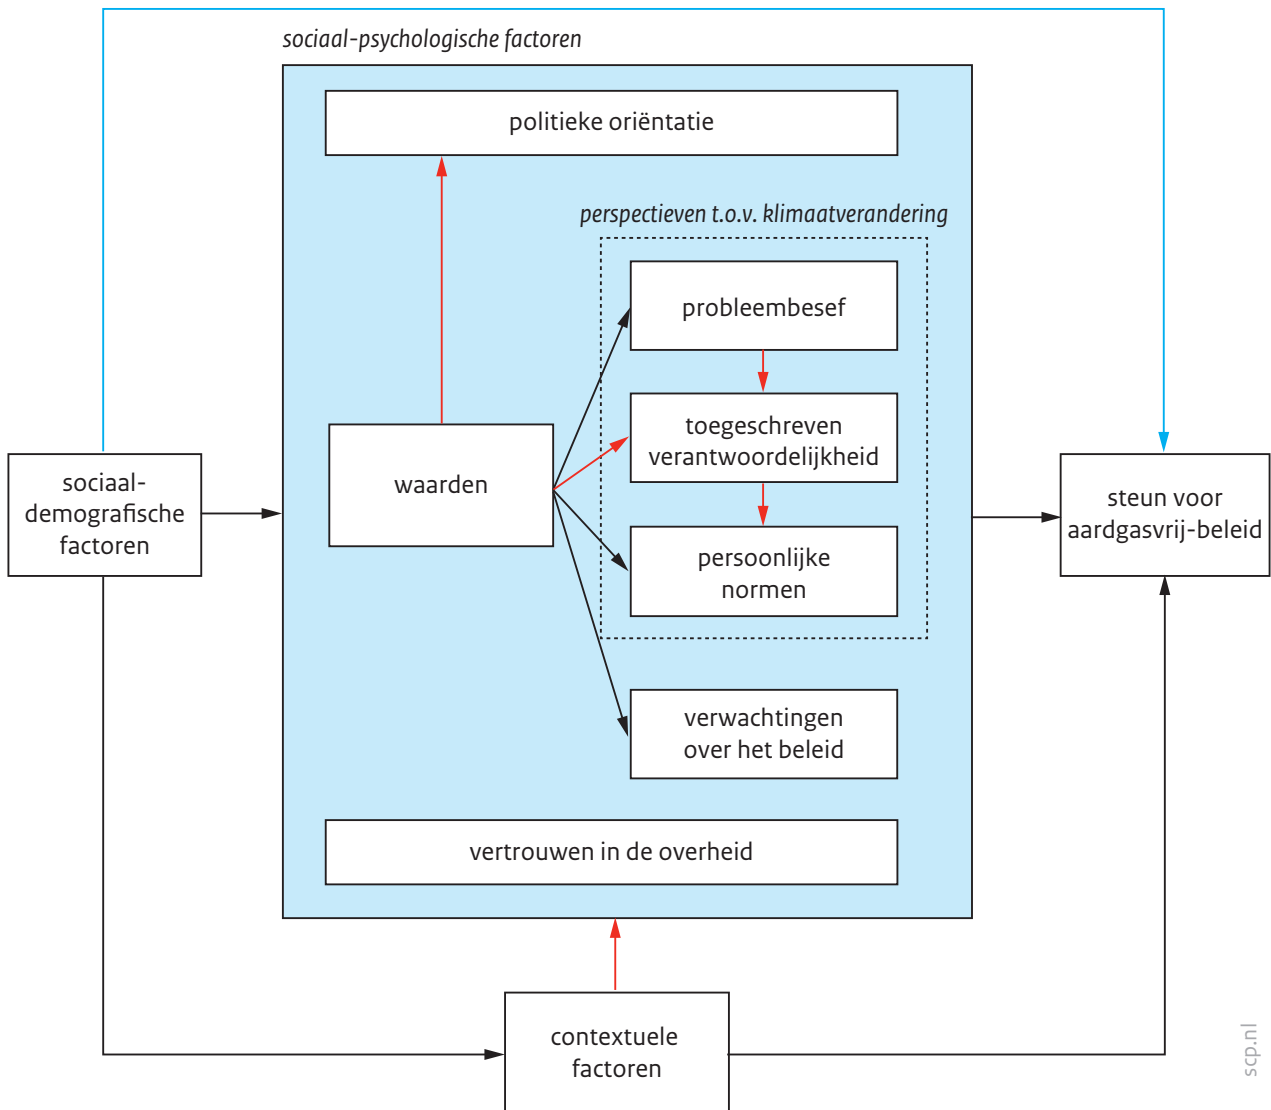 sociaal-psychologische factoren
politieke oriëntatie
perspectieven t.o.v. klimaatverandering
probleembesef
toegeschreven
verantwoordelijkheid
waarden
persoonlijke
normen
sociaal-
demografische
factoren
steun voor
aardgasvrij-beleid
verwachtingen
over het beleid
vertrouwen in de overheid
contextuele
factoren
scp.nl